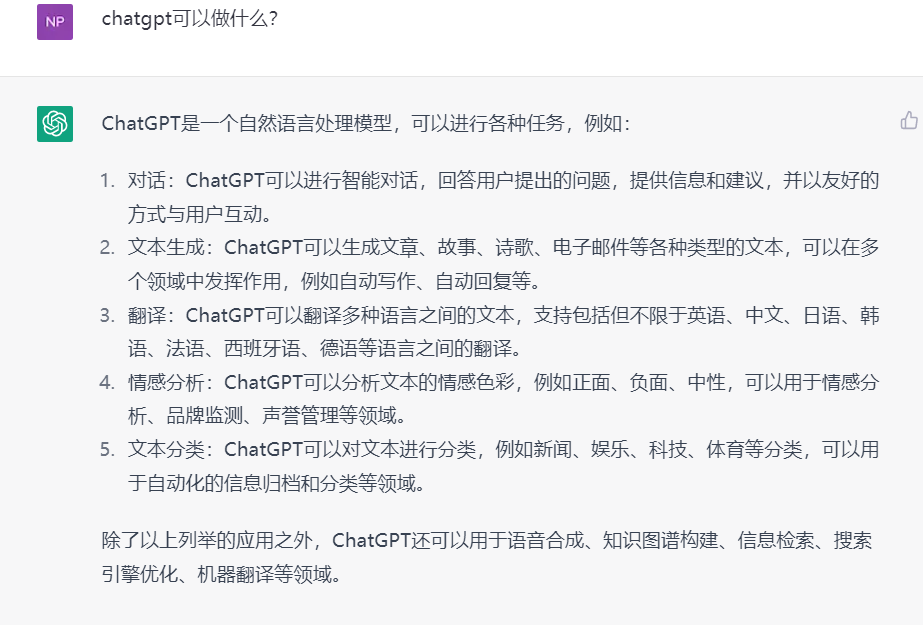 NP
chatgpt可以做什么？
ChatGPT是一个自然语言处理模型，可以进行各种任务，例如：
1. 对话：ChatGPT可以进行智能对话，回答用户提出的问题，提供信息和建议，并以友好的
方式与用户互动。
2. 文本生成：ChatGPT可以生成文章、故事、诗歌、电子邮件等各种类型的文本，可以在多
个领域中发挥作用，例如自动写作、自动回复等。
3. 翻译：ChatGPT可以翻译多种语言之间的文本，支持包括但不限于英语、中文、日语、韩
语、法语、西班牙语、德语等语言之间的翻译。
4. 情感分析：ChatGPT可以分析文本的情感色彩，例如正面、负面、中性，可以用于情感分
析、品牌监测、声誉管理等领域。
5. 文本分类：ChatGPT可以对文本进行分类，例如新闻、娱乐、科技、体育等分类，可以用
于自动化的信息归档和分类等领域。
除了以上列举的应用之外，ChatGPT还可以用于语音合成、知识图谱构建、信息检索、搜索
引擎优化、机器翻译等领域。